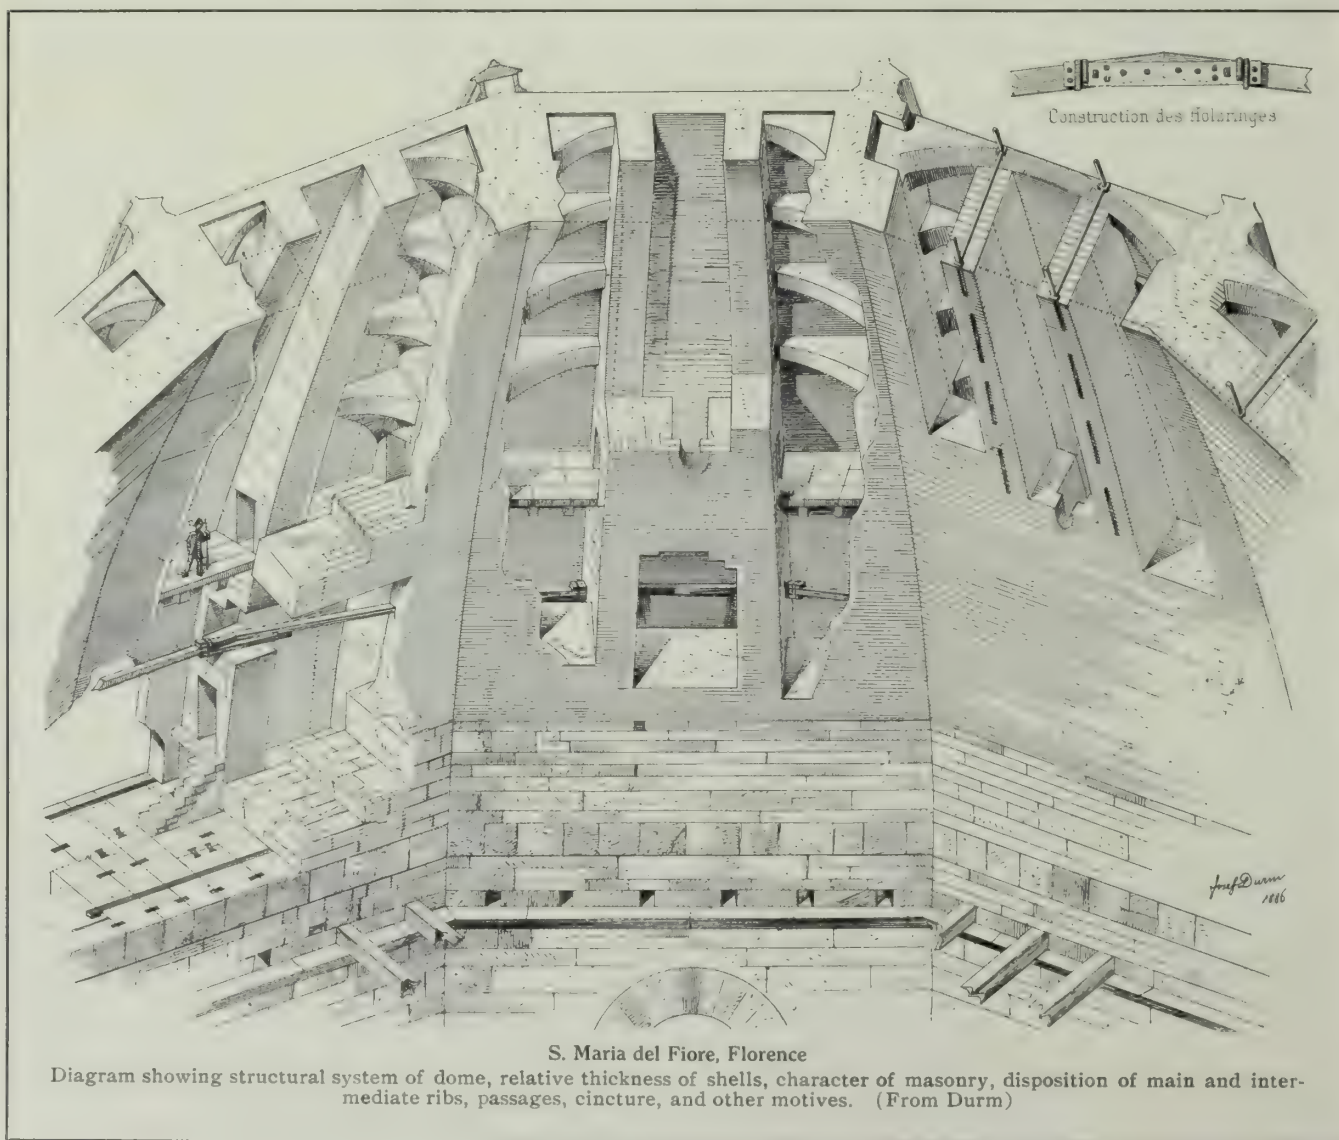 Construction des Holzringes
Josef Durm
1886
S. Maria del Fiore, Florence
Diagram showing structural system of dome, relative thickness of shells, character of masonry, disposition of main and inter-
mediate ribs, passages, cincture, and other motives. (From Durm)